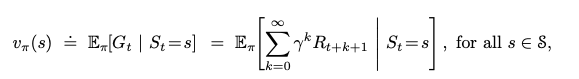 v_π(s) ≐ 𝔼_π[G_t | S_t=s] = 𝔼_π[∑_{k=0}^{∞} γ^k R_{t+k+1} | S_t=s], for all s ∈ 𝒮,